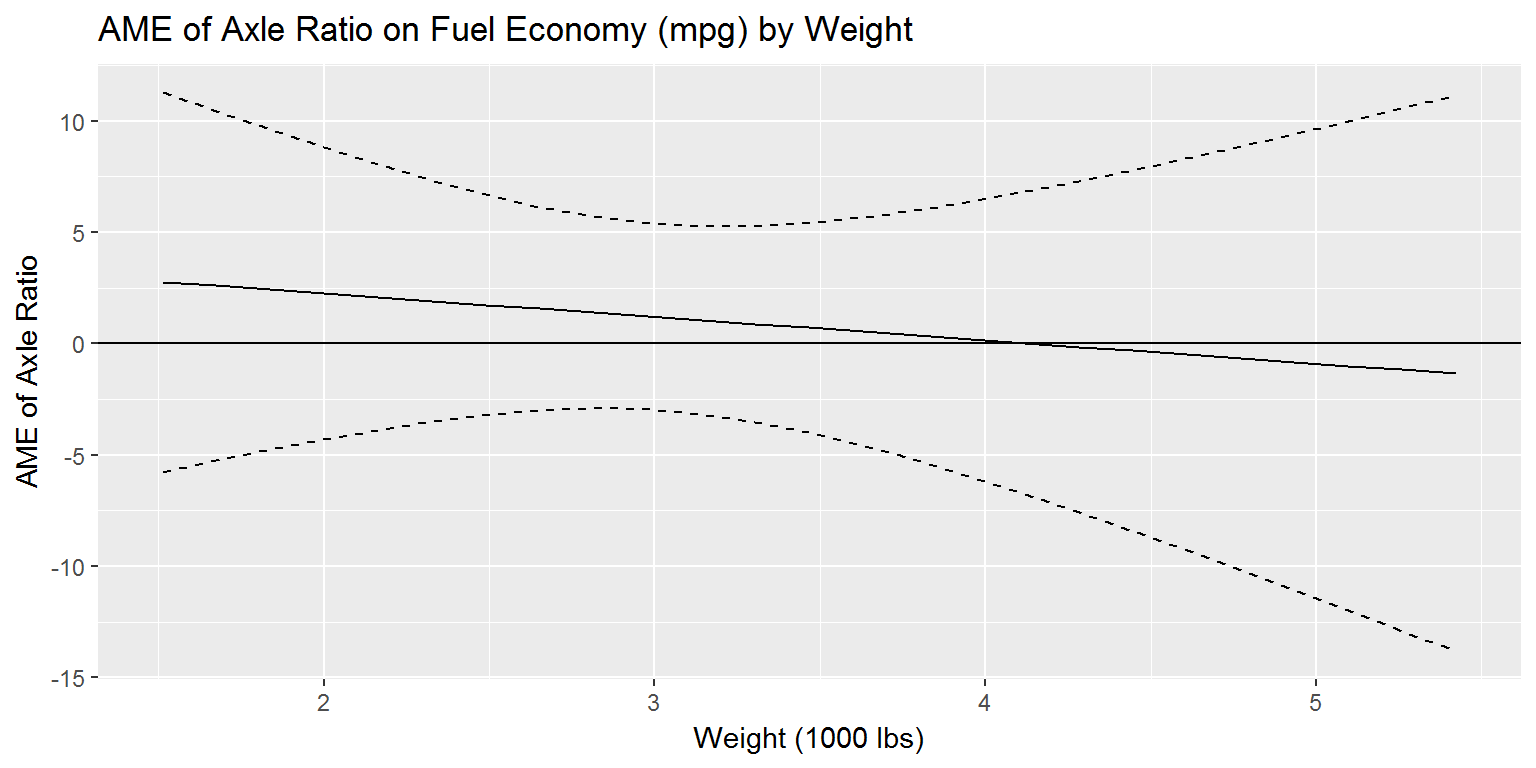 AME of Axle Ratio on Fuel Economy (mpg) by Weight
AME of Axle Ratio
10
5
0
-5
-10
-15
2 3 4 5
Weight (1000 lbs)